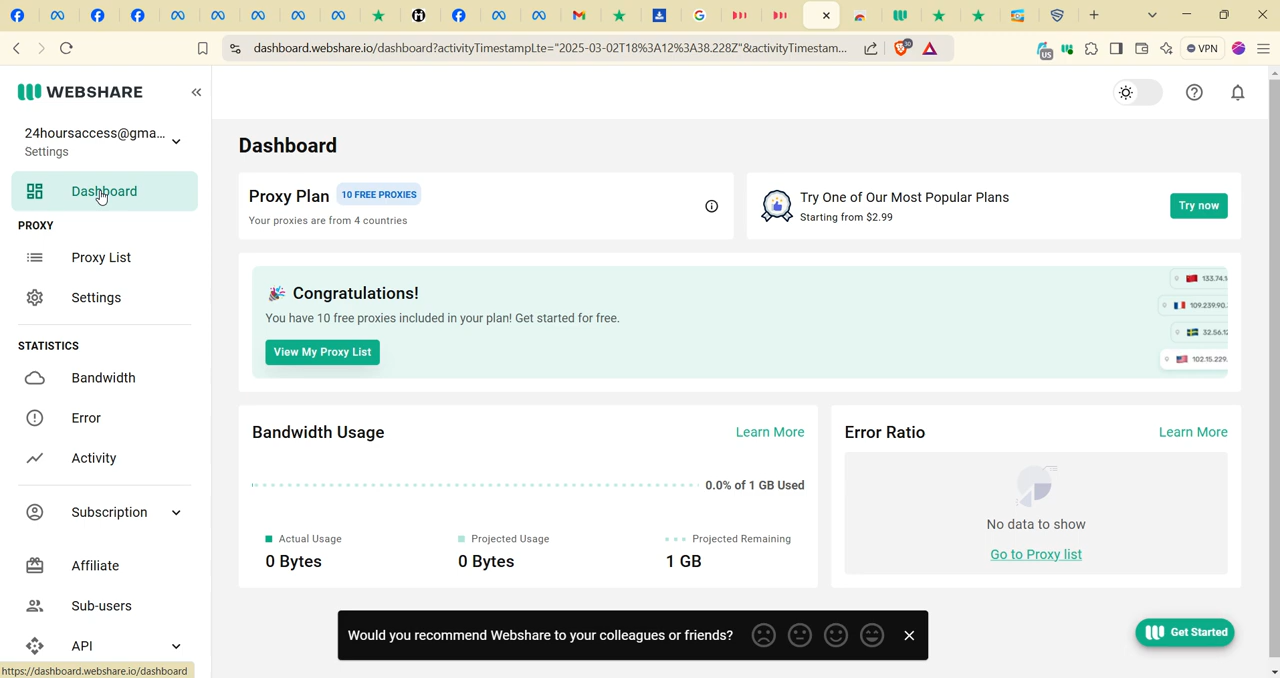 dashboard.webshare.io/dashboard?activityTimestampLte="2025-03-02T18%3A12%3A38.228Z"&activityTimestam...
US
VPN
WEBSHARE
24hoursaccess@gma...
Settings
Dashboard
PROXY
Proxy List
Settings
STATISTICS
Bandwidth
Error
Activity
Subscription
Affiliate
Sub-users
API
https://dashboard.webshare.io/dashboard
Dashboard
Proxy Plan 10 FREE PROXIES
Your proxies are from 4 countries
Try One of Our Most Popular Plans
Starting from $2.99
Try now
Congratulations!
You have 10 free proxies included in your plan! Get started for free.
View My Proxy List
133.74.1
109.239.90.
32.56.12
102.15.229.
Bandwidth Usage
Learn More
0.0% of 1 GB Used
Actual Usage
0 Bytes
Projected Usage
0 Bytes
Projected Remaining
1 GB
Error Ratio
Learn More
No data to show
Go to Proxy list
Would you recommend Webshare to your colleagues or friends?
Get Started